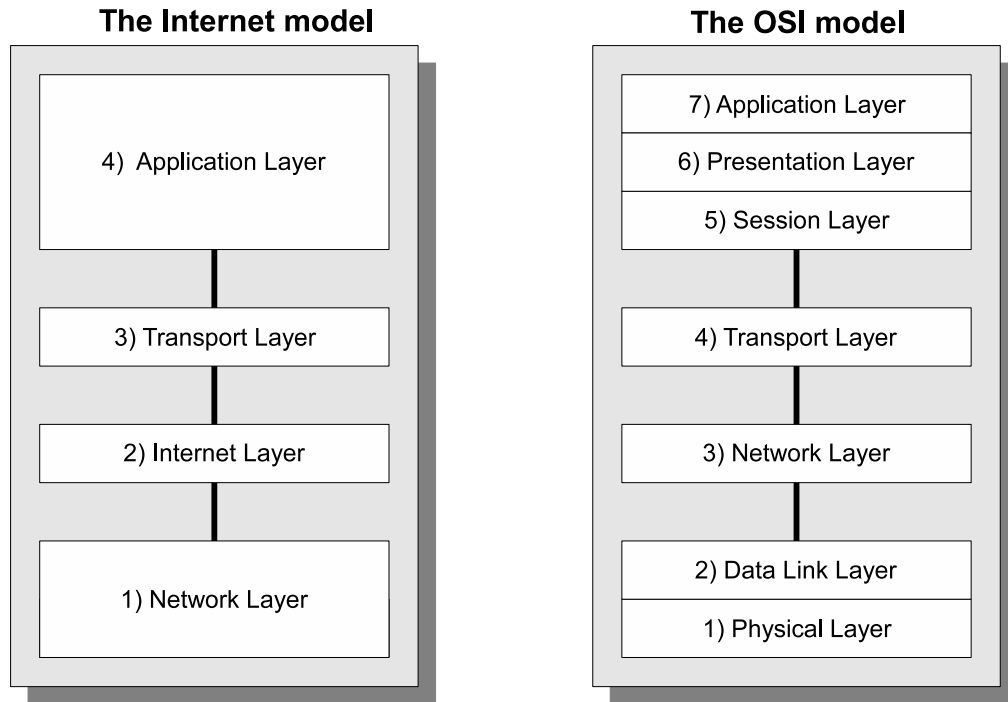 The Internet model
4) Application Layer
3) Transport Layer
2) Internet Layer
1) Network Layer
The OSI model
7) Application Layer
6) Presentation Layer
5) Session Layer
4) Transport Layer
3) Network Layer
2) Data Link Layer
1) Physical Layer